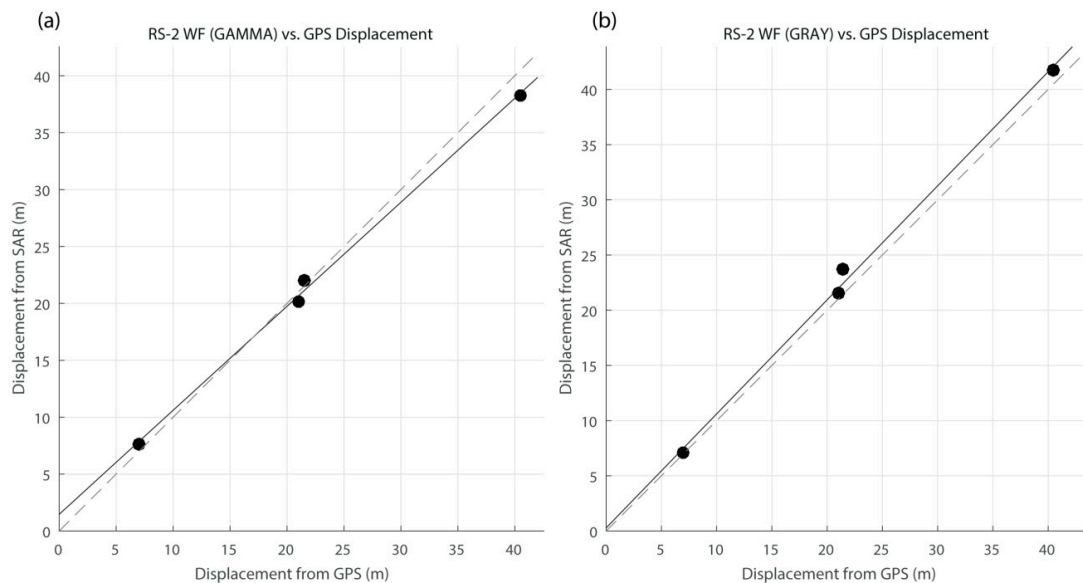 (a)
RS-2 WF (GAMMA) vs. GPS Displacement
40
35
30
25
20
15
10
5
0
Displacement from SAR (m)
0 5 10 15 20 25 30 35 40
Displacement from GPS (m)
(b)
RS-2 WF (GRAY) vs. GPS Displacement
40
35
30
25
20
15
10
5
0
Displacement from SAR (m)
0 5 10 15 20 25 30 35 40
Displacement from GPS (m)